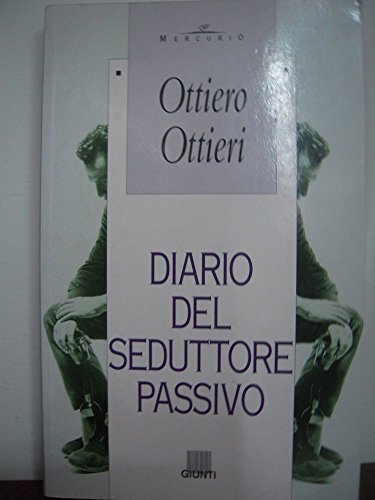 MERCURIO
Ottiero
Ottieri
DIARIO
DEL
SEDUTTORE
PASSIVO
GIUNTI